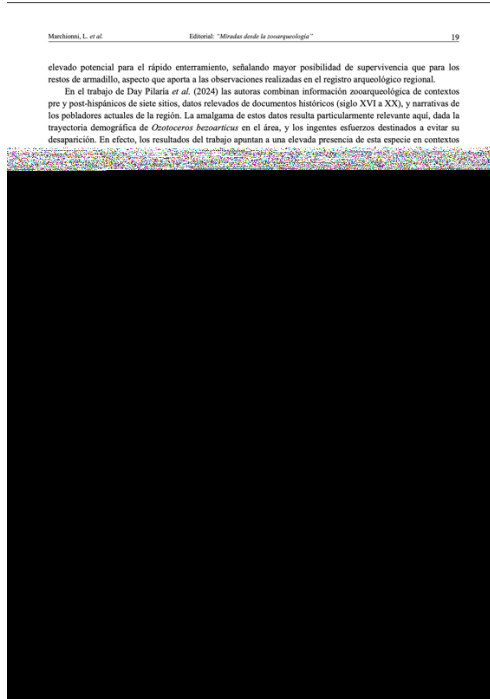 Marchionni, L. et al. Editorial: "Miradas desde la zooarqueología" 19
elevado potencial para el rápido enterramiento, señalando mayor posibilidad de supervivencia que para los
restos de armadillo, aspecto que aporta a las observaciones realizadas en el registro arqueológico regional.
En el trabajo de Day Pilaría et al. (2024) las autoras combinan información zooarqueológica de contextos
pre y post-hispánicos de siete sitios, datos relevados de documentos históricos (siglo XVI a XX), y narrativas de
los pobladores actuales de la región. La amalgama de estos datos resulta particularmente relevante aquí, dada la
trayectoria demográfica de Ozotoceros bezoarticus en el área, y los ingentes esfuerzos destinados a evitar su
desaparición. En efecto, los resultados del trabajo apuntan a una elevada presencia de esta especie en contextos